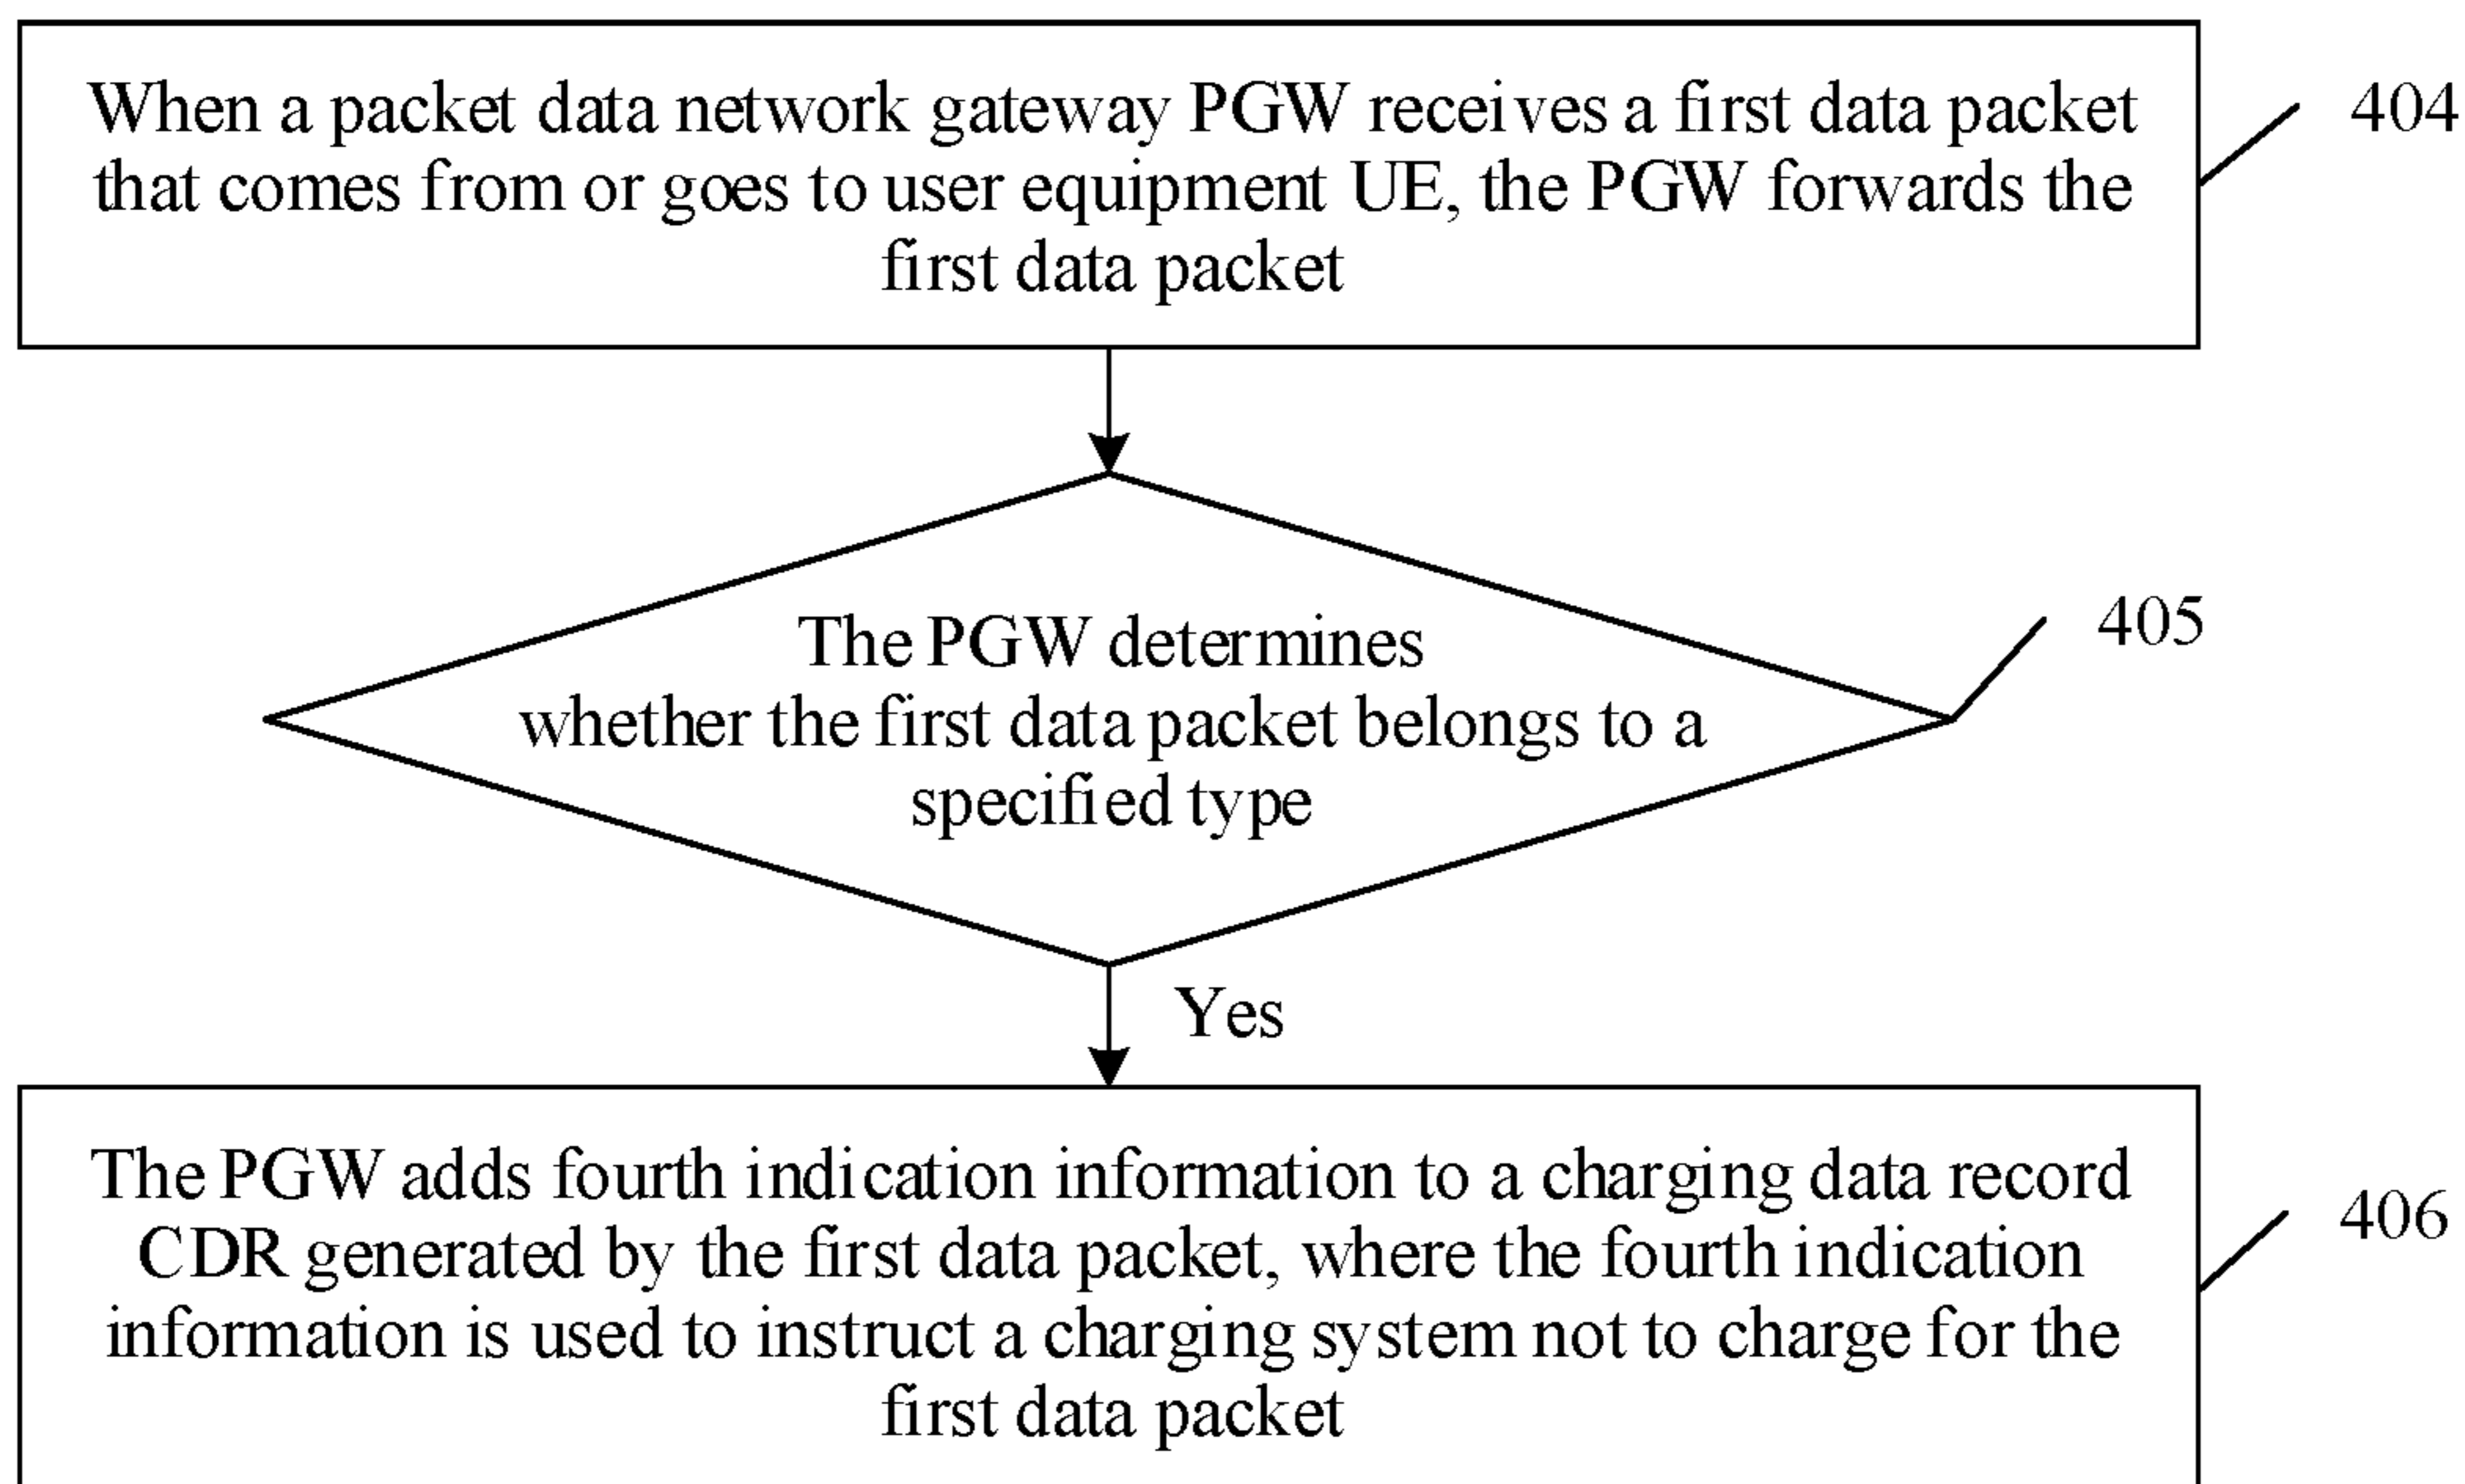 When a packet data network gateway PGW receives a first data packet
that comes from or goes to user equipment UE, the PGW forwards the
first data packet
404
The PGW determines
whether the first data packet belongs to a
specified type
405
Yes
The PGW adds fourth indication information to a charging data record
CDR generated by the first data packet, where the fourth indication
information is used to instruct a charging system not to charge for the
first data packet
406